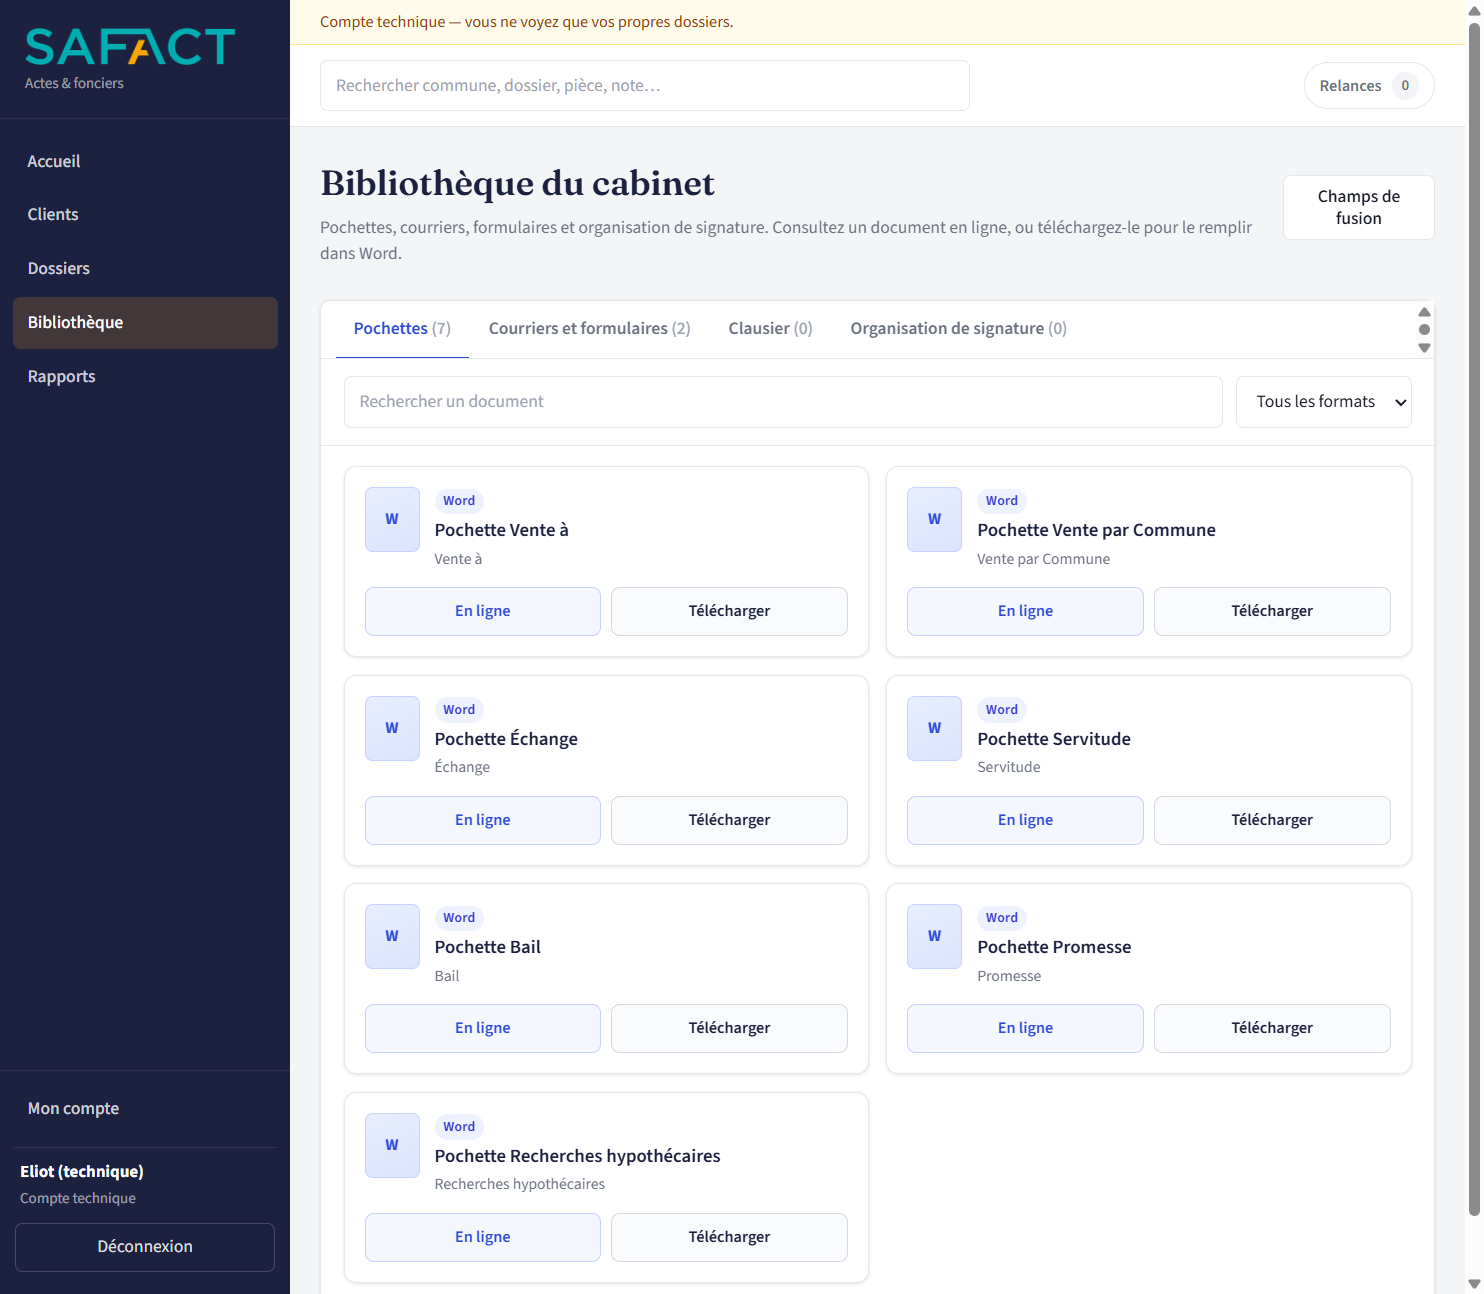 SAFACT
Actes & fonciers
Accueil
Clients
Dossiers
Bibliothèque
Rapports
Mon compte
Eliot (technique)
Compte technique
Déconnexion
Compte technique — vous ne voyez que vos propres dossiers.
Rechercher commune, dossier, pièce, note…
Relances 0
Bibliothèque du cabinet
Pochettes, courriers, formulaires et organisation de signature. Consultez un document en ligne, ou téléchargez-le pour le remplir
dans Word.
Champs de
fusion
Pochettes (7) Courriers et formulaires (2) Clausier (0) Organisation de signature (0)
Rechercher un document
Tous les formats
W
Word
Pochette Vente à
Vente à
En ligne
Télécharger
W
Word
Pochette Vente par Commune
Vente par Commune
En ligne
Télécharger
W
Word
Pochette Échange
Échange
En ligne
Télécharger
W
Word
Pochette Servitude
Servitude
En ligne
Télécharger
W
Word
Pochette Bail
Bail
En ligne
Télécharger
W
Word
Pochette Promesse
Promesse
En ligne
Télécharger
W
Word
Pochette Recherches hypothécaires
Recherches hypothécaires
En ligne
Télécharger